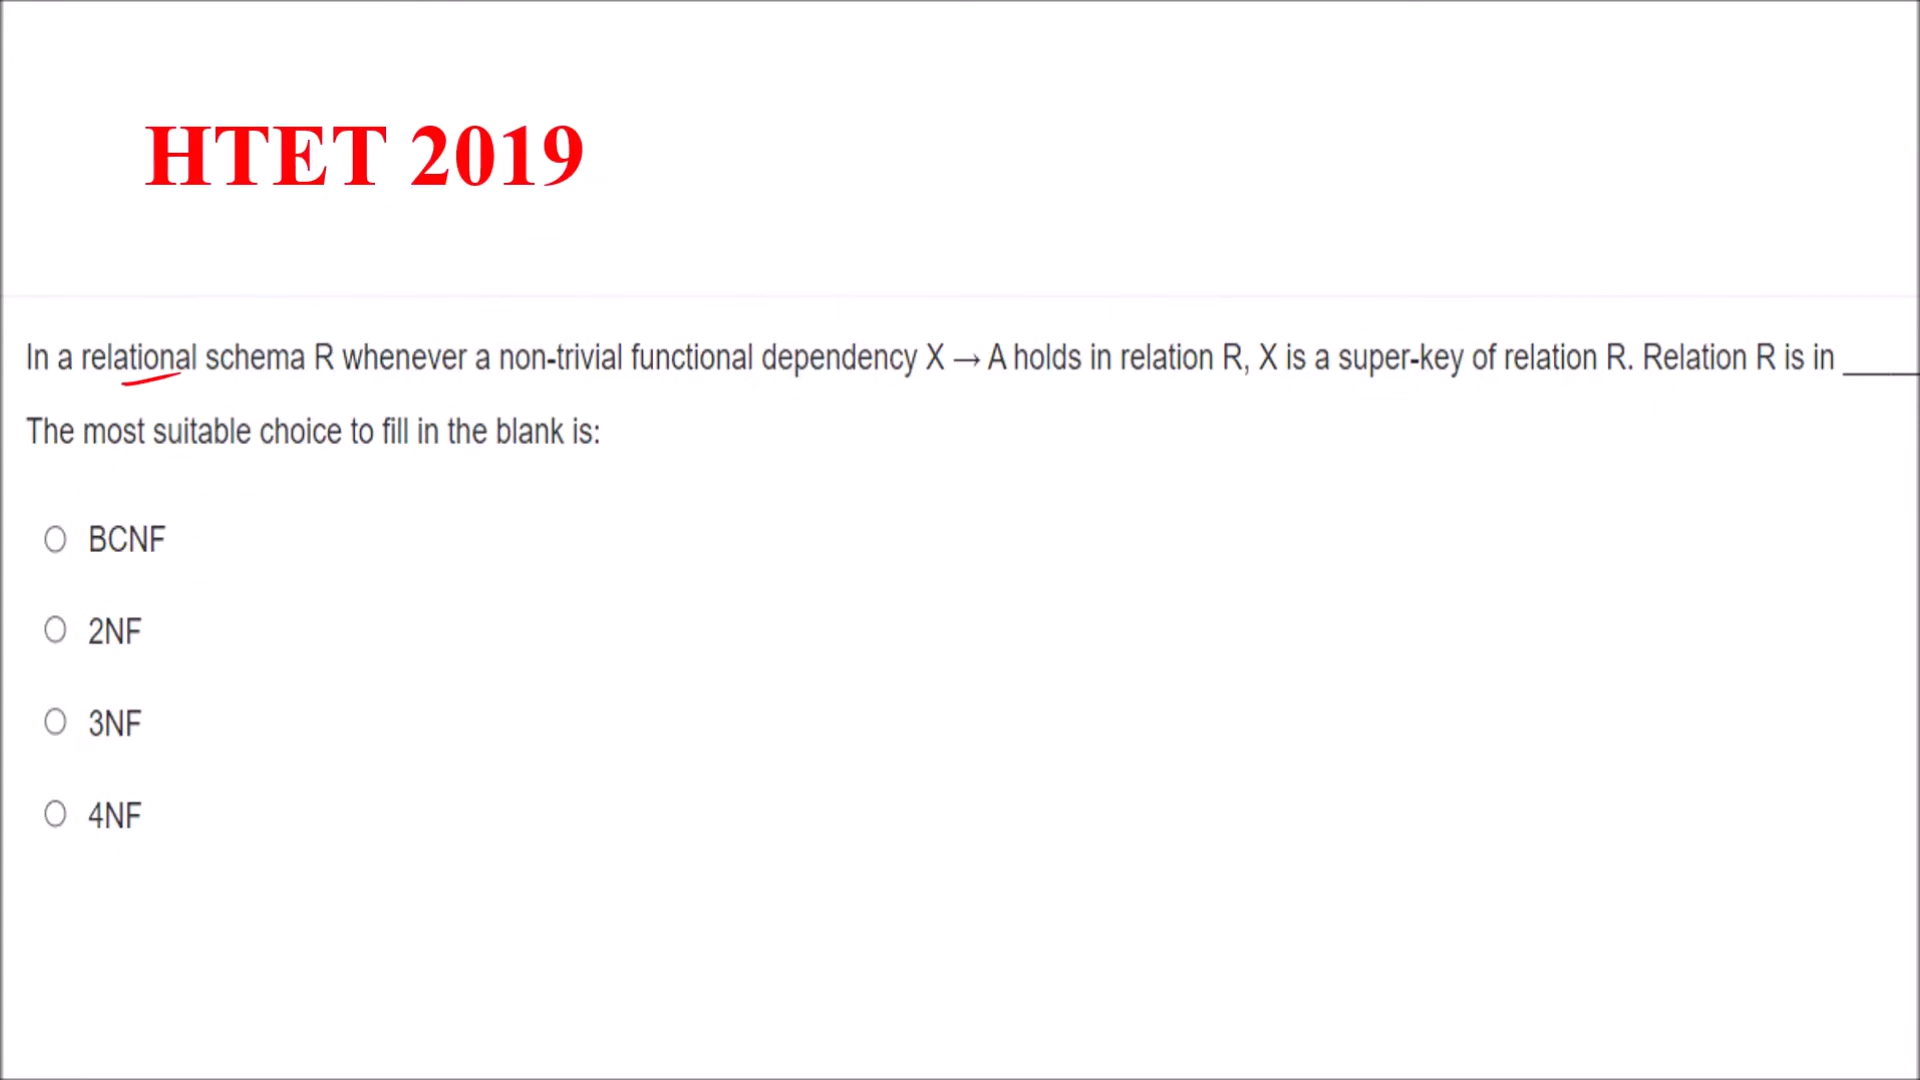 HTET 2019
In a relational schema R whenever a non-trivial functional dependency X → A holds in relation R, X is a super-key of relation R. Relation R is in _____
The most suitable choice to fill in the blank is:
BCNF
2NF
3NF
4NF